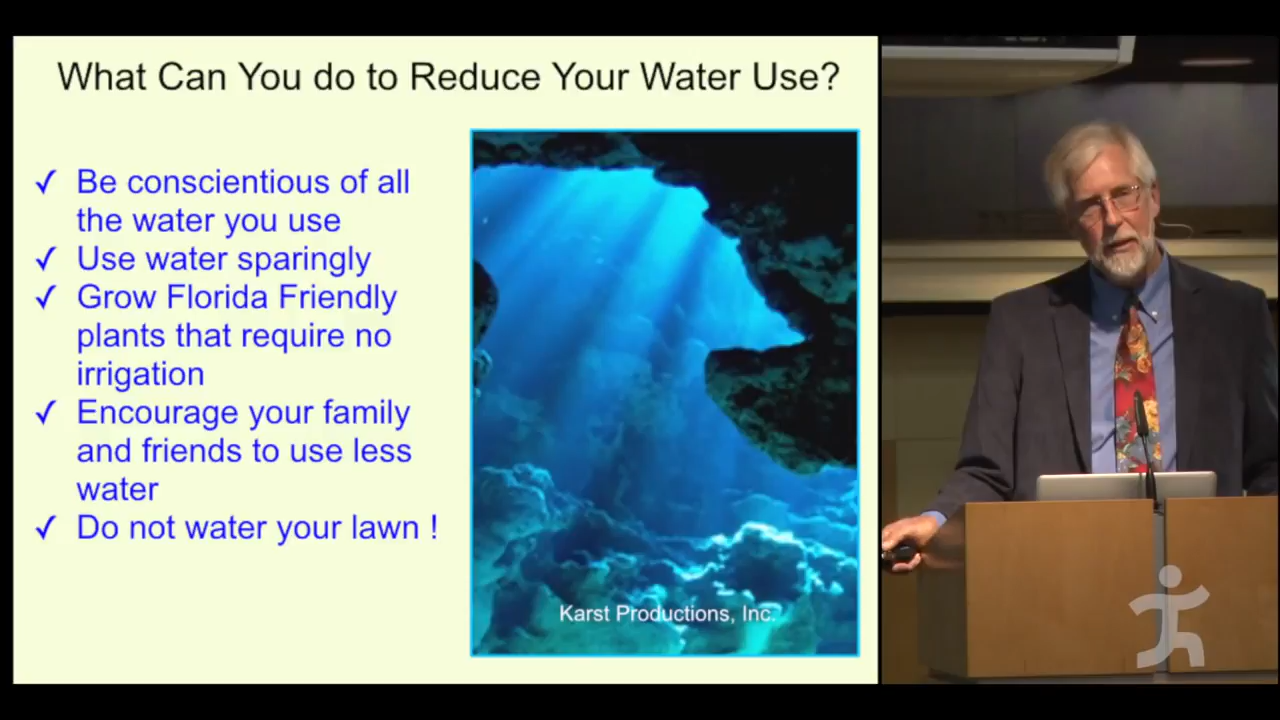 What Can You do to Reduce Your Water Use?
✓ Be conscientious of all
the water you use
✓ Use water sparingly
✓ Grow Florida Friendly
plants that require no
irrigation
✓ Encourage your family
and friends to use less
water
✓ Do not water your lawn !
Karst Productions, Inc.